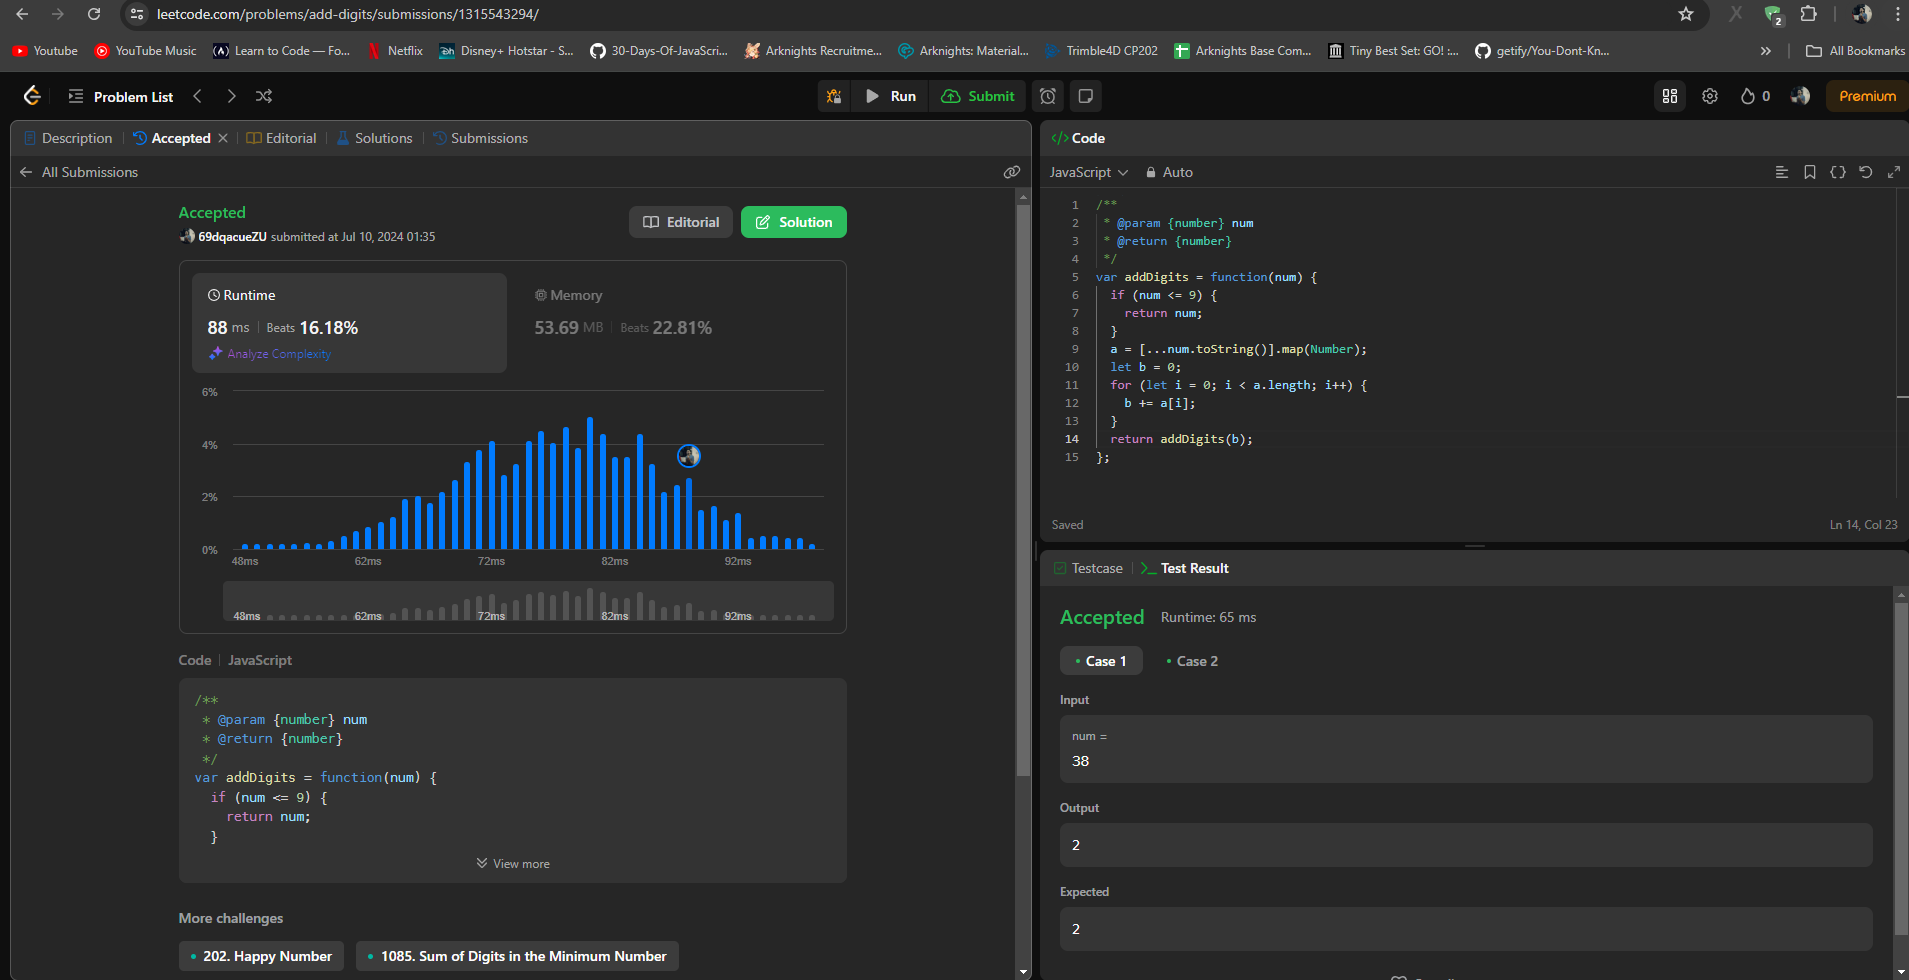 leetcode.com/problems/add-digits/submissions/1315543294/
2
Youtube
YouTube Music
Learn to Code — Fo...
Netflix
Disney+ Hotstar - S...
30-Days-Of-JavaScri...
Arknights Recruitme...
Arknights: Material...
Trimble4D CP202
Arknights Base Com...
Tiny Best Set: GO! :...
getify/You-Dont-Kn...
»
All Bookmarks
Problem List
Run
Submit
0
Premium
Description
Accepted
Editorial
Solutions
Submissions
All Submissions
Accepted
69dqacueZU submitted at Jul 10, 2024 01:35
Editorial
Solution
Runtime
88 ms
Beats 16.18%
Analyze Complexity
Memory
53.69 MB
Beats 22.81%
6%
4%
2%
0%
48ms 62ms 72ms 82ms 92ms
48ms 62ms 72ms 82ms 92ms
Code | JavaScript
/**
 * @param {number} num
 * @return {number}
 */
var addDigits = function(num) {
  if (num <= 9) {
    return num;
  }
View more
More challenges
202. Happy Number
1085. Sum of Digits in the Minimum Number
</> Code
JavaScript
Auto
1 /**
2  * @param {number} num
3  * @return {number}
4  */
5 var addDigits = function(num) {
6   if (num <= 9) {
7     return num;
8   }
9   a = [...num.toString()].map(Number);
10   let b = 0;
11   for (let i = 0; i < a.length; i++) {
12     b += a[i];
13   }
14   return addDigits(b);
15 };
Saved
Ln 14, Col 23
Testcase
Test Result
Accepted
Runtime: 65 ms
Case 1
Case 2
Input
num =
38
Output
2
Expected
2